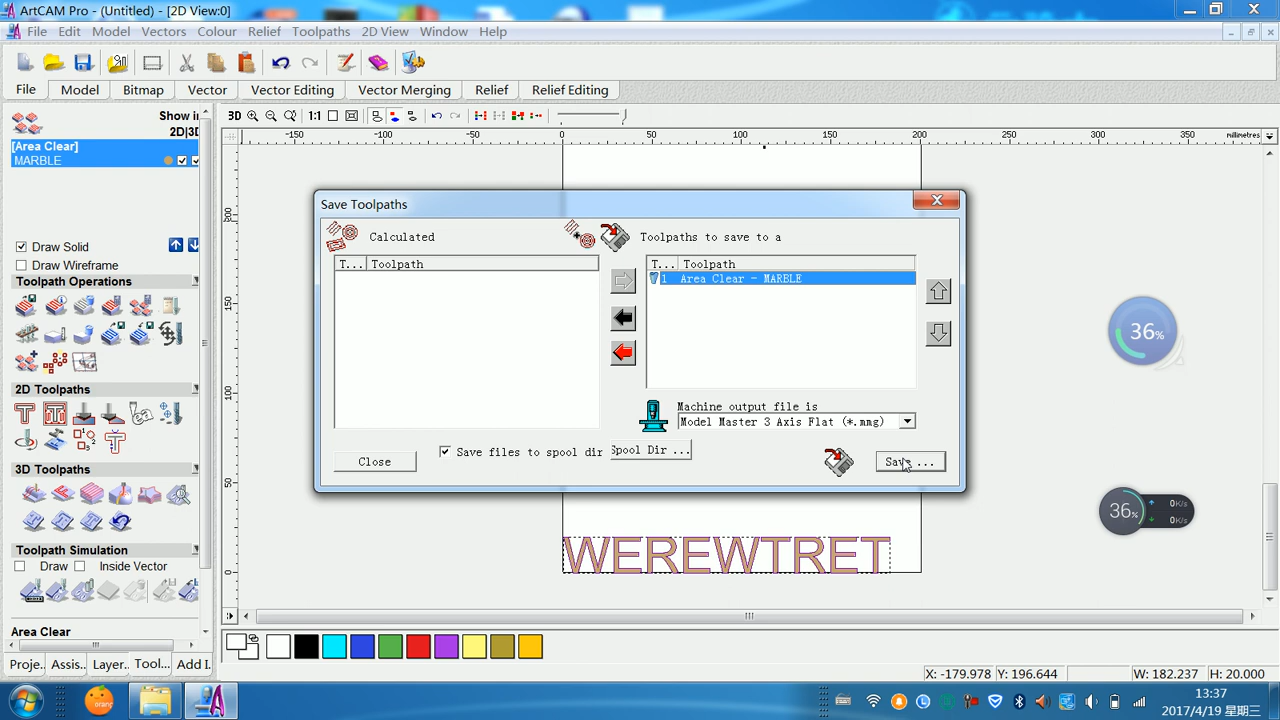 ArtCAM Pro - (Untitled) - [2D View:0]
File Edit Model Vectors Colour Relief Toolpaths 2D View Window Help
File Model Bitmap Vector Vector Editing Vector Merging Relief Relief Editing
Show in
2D|3D
[Area Clear]
MARBLE
Draw Solid
Draw Wireframe
Toolpath Operations
2D Toolpaths
3D Toolpaths
Toolpath Simulation
Draw Inside Vector
Area Clear
Proje.. Assis.. Layer.. Tool... Add I.
3D 1:1
-150 -100 -50 0 50 100 150 200 250 300 350 millimetres
150
100
50
0
Save Toolpaths
Calculated
T... Toolpath
Toolpaths to save to a
T... Toolpath
1 Area Clear - MARBLE
Machine output file is
Model Master 3 Axis Flat (*.mmg)
Close
Save files to spool dir
Spool Dir ...
Save ...
36%
36% 0K/s
0K/s
WEREWTRET
X: -179.978 Y: 196.644 W: 182.237 H: 20.000
orange
13:37
2017/4/19 星期三